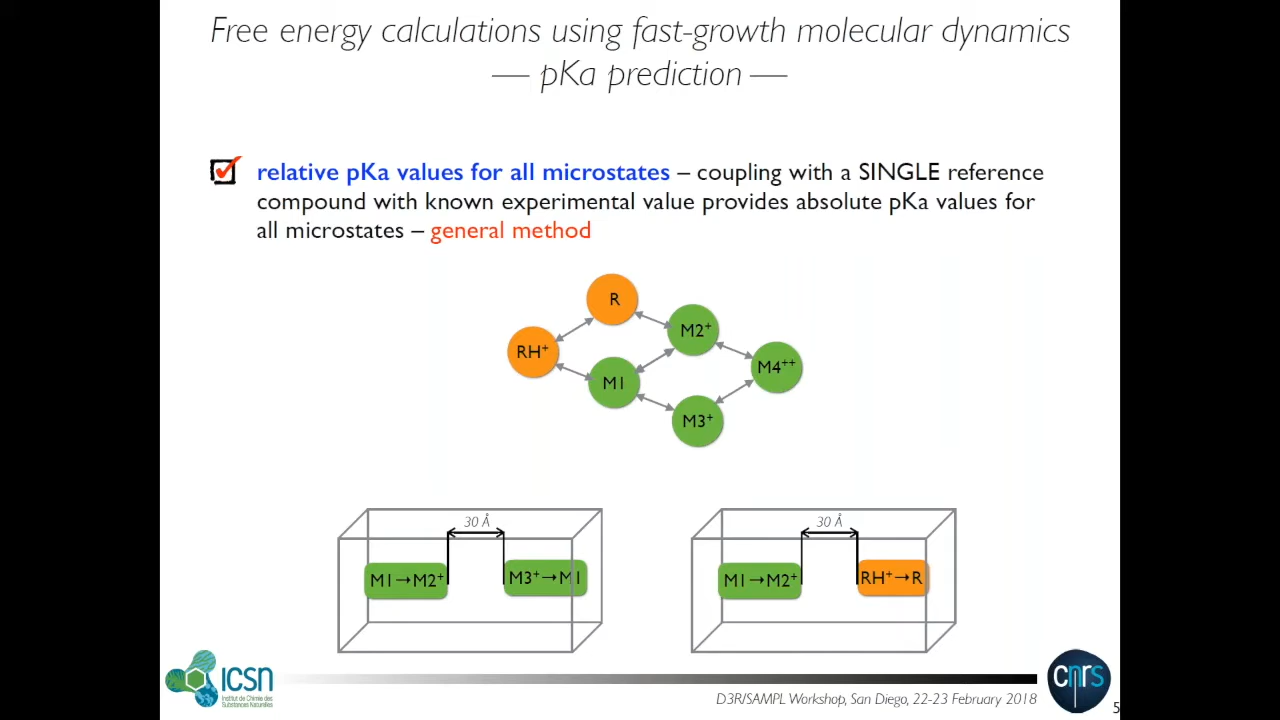 Free energy calculations using fast-growth molecular dynamics
— pKa prediction —
relative pKa values for all microstates – coupling with a SINGLE reference
compound with known experimental value provides absolute pKa values for
all microstates – general method
R
M2⁺
RH⁺
M4⁺⁺
M1
M3⁺
30 Å
30 Å
M1→M2⁺
M3⁺→M1
M1→M2⁺
RH⁺→R
ICSN
Institut de Chimie des
Substances Naturelles
cnrs
D3R/SAMPL Workshop, San Diego, 22-23 February 2018
5